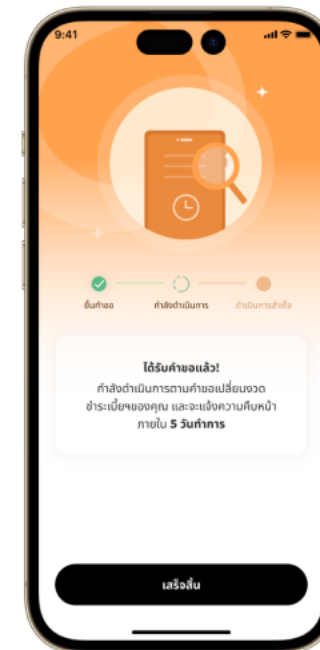 9:41
ยื่นคำขอ กำลังดำเนินการ ดำเนินการสำเร็จ
ได้รับคำขอแล้ว!
กำลังดำเนินการตามคำขอเปลี่ยนงวด
ชำระเบี้ยฯของคุณ และจะแจ้งความคืบหน้า
ภายใน 5 วันทำการ
เสร็จสิ้น